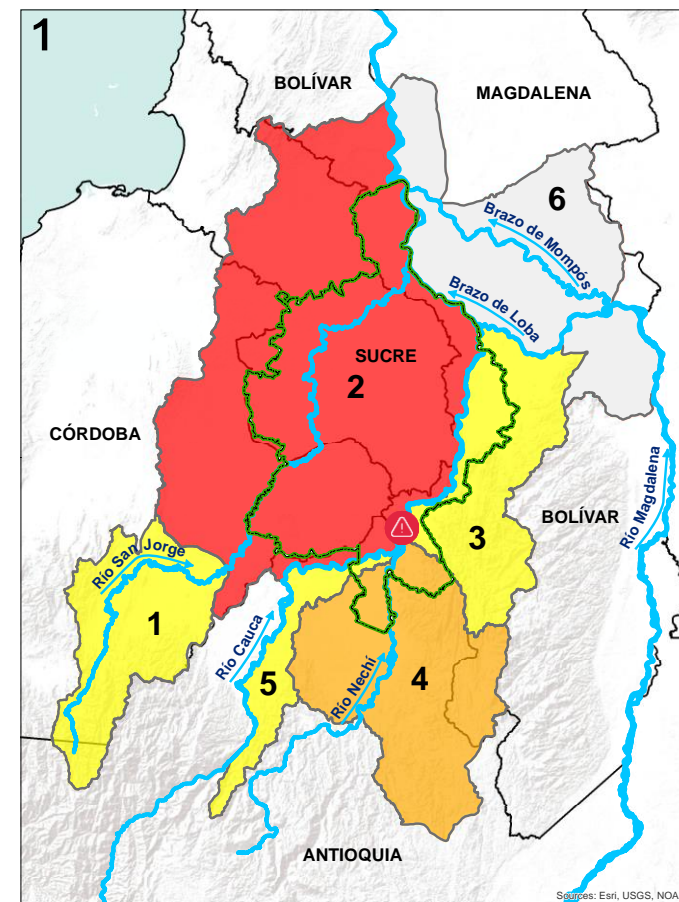 1
BOLÍVAR
MAGDALENA
6
Brazo de Mompós
Brazo de Loba
SUCRE
2
CÓRDOBA
BOLÍVAR
Río Magdalena
3
Río San Jorge
1
Río Cauca
5
Río Nechí
4
ANTIOQUIA
Sources: Esri, USGS, NOA